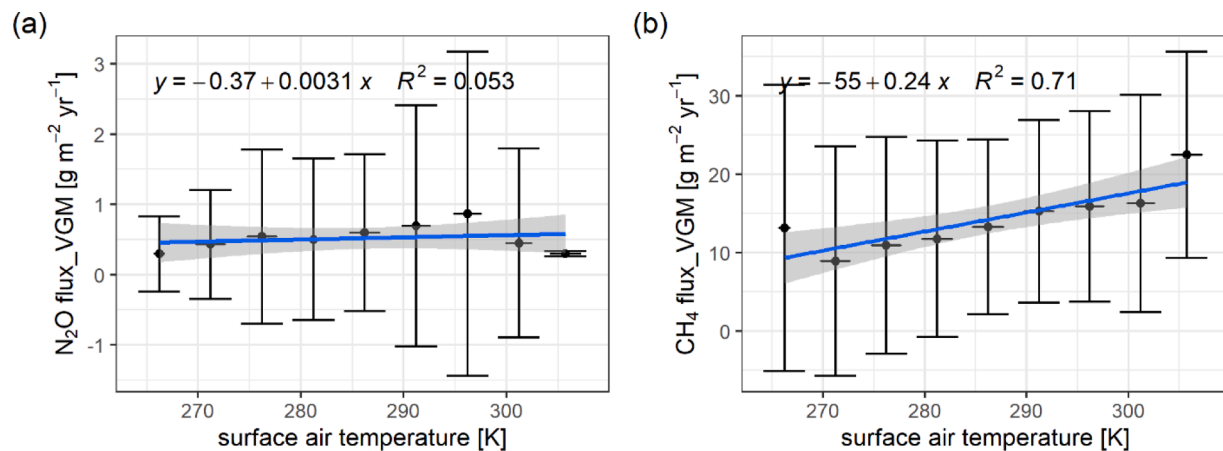 (a)
N₂O flux_VGM [g m⁻² yr⁻¹]
3
2
1
0
-1
y = −0.37 + 0.0031 x R² = 0.053
270 280 290 300
surface air temperature [K]
(b)
CH₄ flux_VGM [g m⁻² yr⁻¹]
30
20
10
0
y = −55 + 0.24 x R² = 0.71
270 280 290 300
surface air temperature [K]